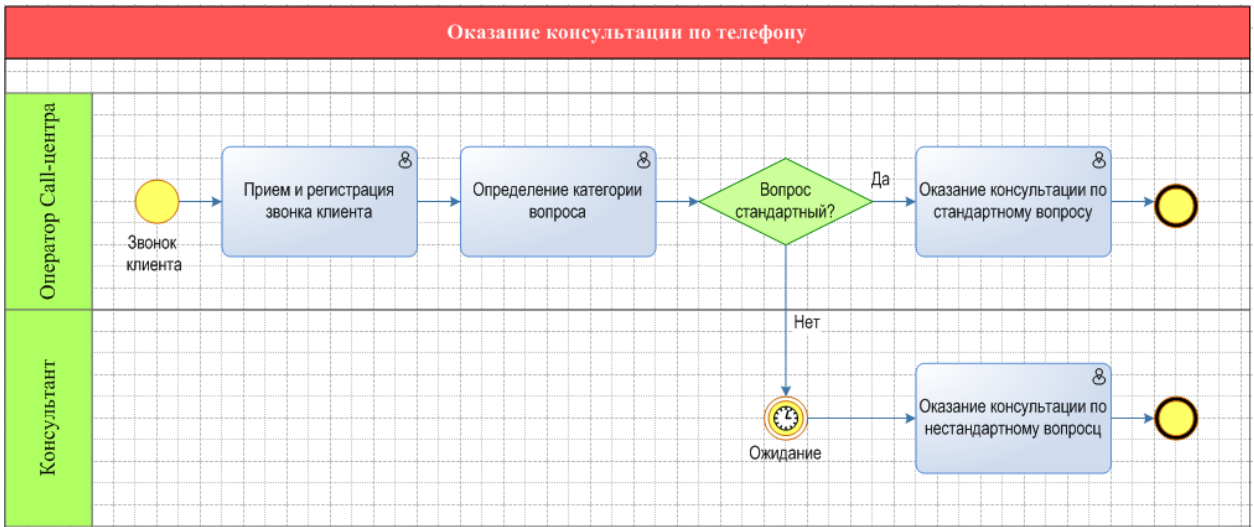 Оказание консультации по телефону
Оператор Call-центра
Звонок
клиента
Прием и регистрация
звонка клиента
Определение категории
вопроса
Вопрос
стандартный?
Да
Оказание консультации по
стандартному вопросу
Нет
Консультант
Ожидание
Оказание консультации по
нестандартному вопросц